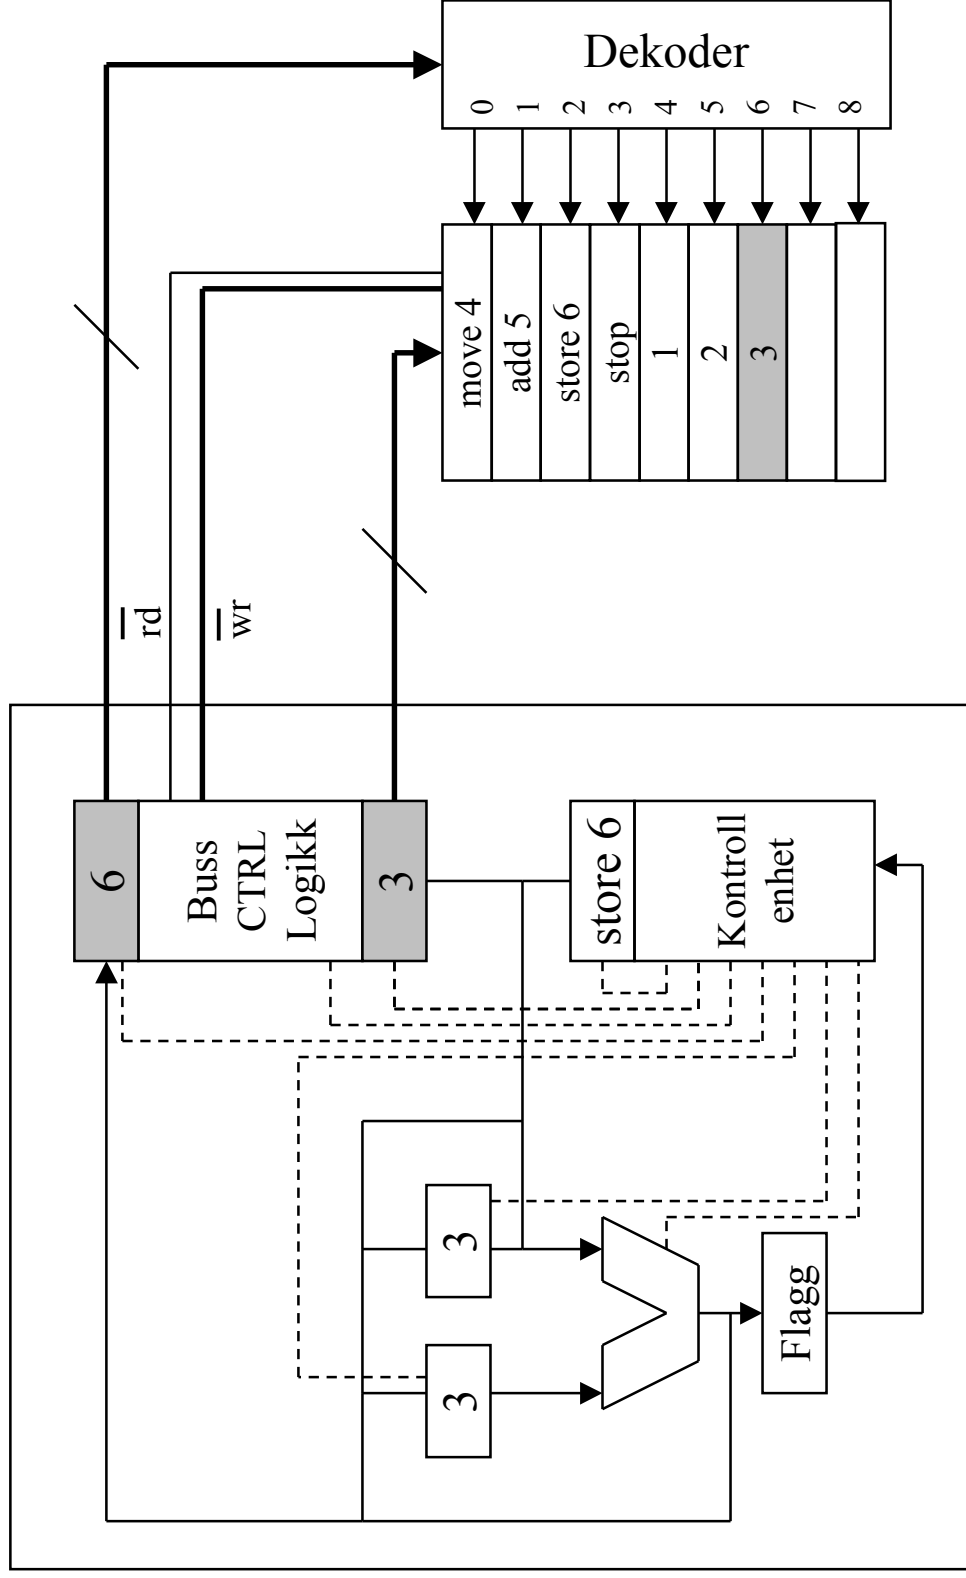 Dekoder
0
1
2
3
4
5
6
7
8
move 4
add 5
store 6
stop
1
2
3
rd
wr
6
Buss
CTRL
Logikk
3
store 6
Kontroll
enhet
3
3
Flagg